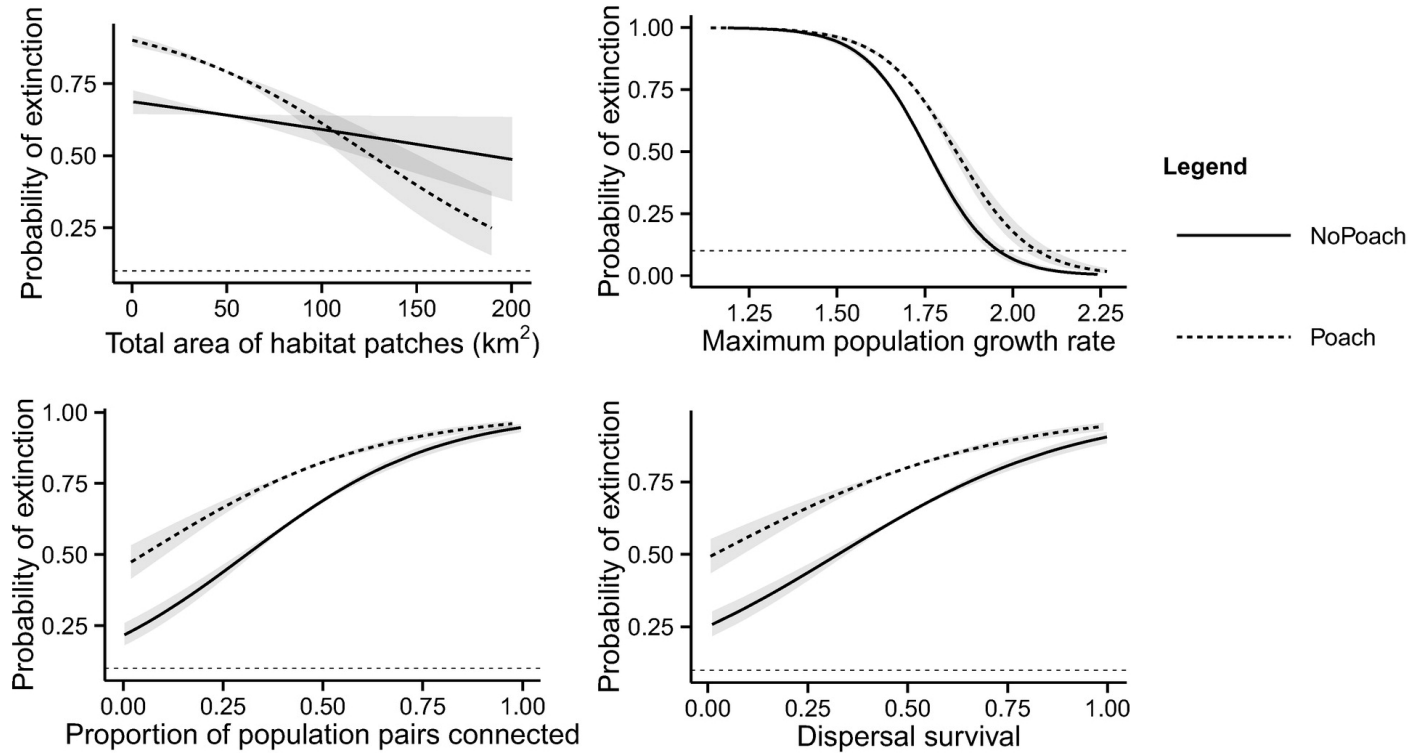 Probability of extinction
0.75
0.50
0.25
0 50 100 150 200
Total area of habitat patches (km²)
Probability of extinction
1.00
0.75
0.50
0.25
0.00
1.25 1.50 1.75 2.00 2.25
Maximum population growth rate
Legend
NoPoach
Poach
Probability of extinction
1.00
0.75
0.50
0.25
0.00 0.25 0.50 0.75 1.00
Proportion of population pairs connected
Probability of extinction
0.75
0.50
0.25
0.00 0.25 0.50 0.75 1.00
Dispersal survival